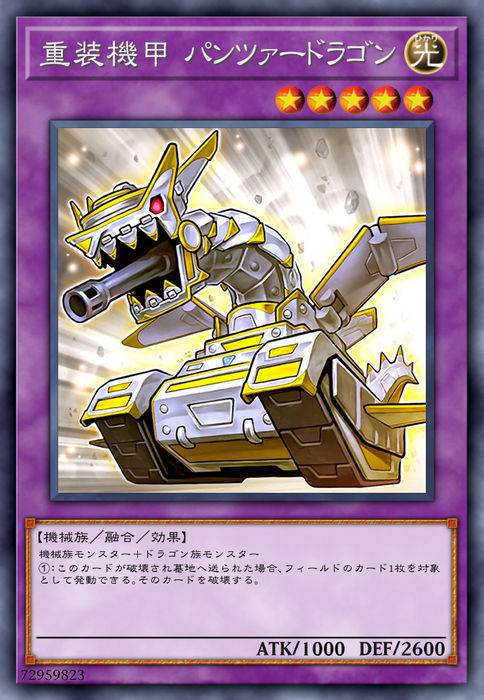 重装機甲 パンツァードラゴン
ひかり
光
【機械族／融合／効果】
機械族モンスター＋ドラゴン族モンスター
①：このカードが破壊され墓地へ送られた場合、フィールドのカード1枚を対象
として発動できる。そのカードを破壊する。
ATK/1000 DEF/2600
72959823